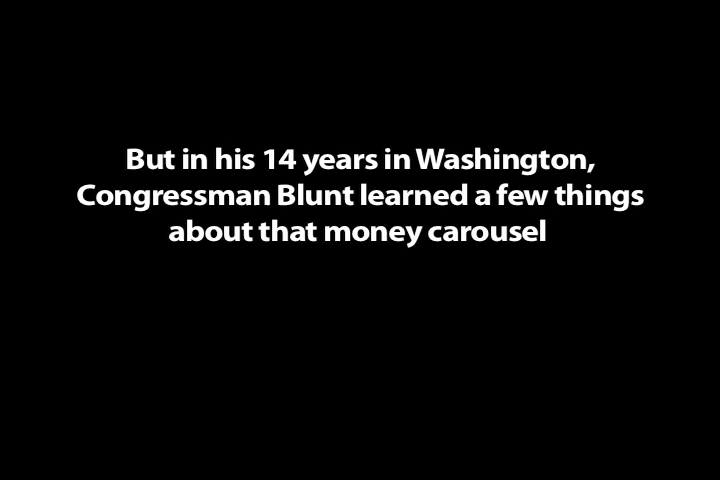 But in his 14 years in Washington,
Congressman Blunt learned a few things
about that money carousel